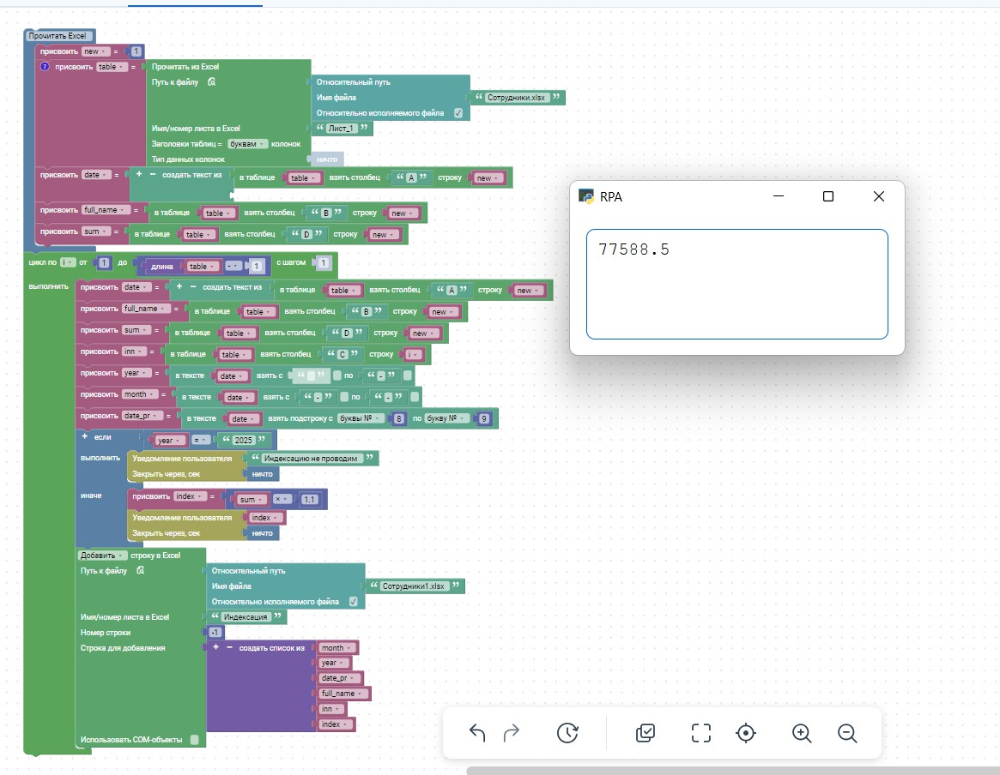 Прочитать Excel
присвоить new = 1
? присвоить table = Прочитать из Excel
Путь к файлу Относительный путь
Имя файла “ Сотрудники.xlsx ”
Относительно исполняемого файла
Имя/номер листа в Excel “ Лист_1 ”
Заголовки таблиц = буквам колонок
Тип данных колонок ничто
присвоить date = + − создать текст из в таблице table взять столбец “ A ” строку new
присвоить full_name = в таблице table взять столбец “ B ” строку new
присвоить sum = в таблице table взять столбец “ D ” строку new
цикл по i от 1 до длина table - 1 с шагом 1
выполнить присвоить date = + − создать текст из в таблице table взять столбец “ A ” строку new
присвоить full_name = в таблице table взять столбец “ B ” строку new
присвоить sum = в таблице table взять столбец “ D ” строку new
присвоить inn = в таблице table взять столбец “ C ” строку i
присвоить year = в тексте date взять с “ ” по “ - ”
присвоить month = в тексте date взять с “ - ” по “ - ”
присвоить date_pr = в тексте date взять подстроку с буквы № 8 по букву № 9
+ если year = “ 2025 ”
выполнить Уведомление пользователя “ Индексацию не проводим ”
Закрыть через, сек ничто
иначе присвоить index = sum × 1.1
Уведомление пользователя index
Закрыть через, сек ничто
Добавить строку в Excel
Путь к файлу Относительный путь
Имя файла “ Сотрудники1.xlsx ”
Относительно исполняемого файла
Имя/номер листа в Excel “ Индексация ”
Номер строки -1
Строка для добавления + − создать список из month
year
date_pr
full_name
inn
index
Использовать COM-объекты
RPA
77588.5